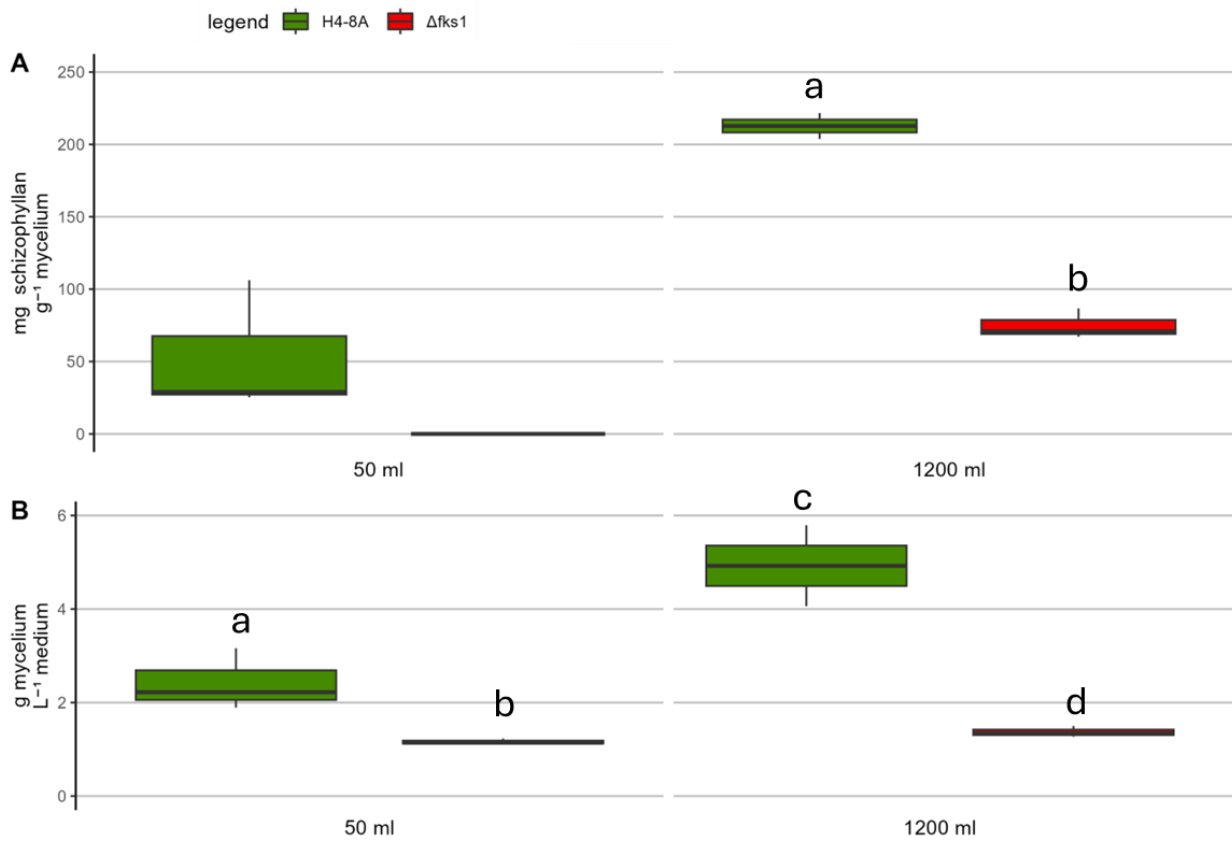 legend H4-8A Δfks1
A
250
200
150
100
50
0
mg schizophyllan
g⁻¹ mycelium
a
b
50 ml
1200 ml
B
6
4
2
0
g mycelium
L⁻¹ medium
a
b
c
d
50 ml
1200 ml